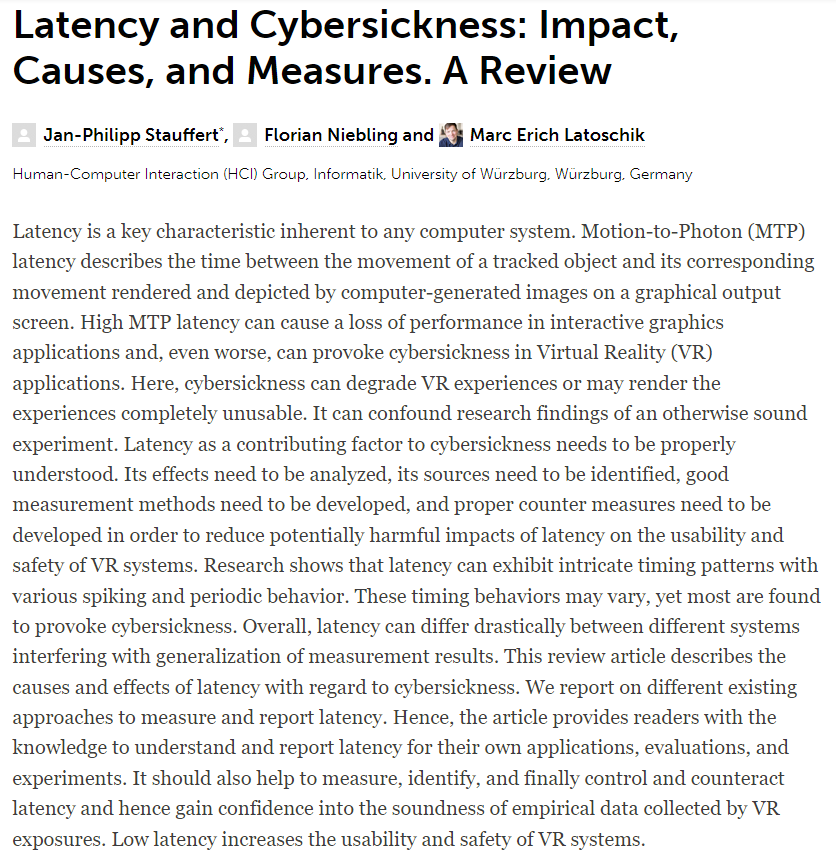 Latency and Cybersickness: Impact,
Causes, and Measures. A Review
Jan-Philipp Stauffert*, Florian Niebling and Marc Erich Latoschik
Human-Computer Interaction (HCI) Group, Informatik, University of Würzburg, Würzburg, Germany
Latency is a key characteristic inherent to any computer system. Motion-to-Photon (MTP)
latency describes the time between the movement of a tracked object and its corresponding
movement rendered and depicted by computer-generated images on a graphical output
screen. High MTP latency can cause a loss of performance in interactive graphics
applications and, even worse, can provoke cybersickness in Virtual Reality (VR)
applications. Here, cybersickness can degrade VR experiences or may render the
experiences completely unusable. It can confound research findings of an otherwise sound
experiment. Latency as a contributing factor to cybersickness needs to be properly
understood. Its effects need to be analyzed, its sources need to be identified, good
measurement methods need to be developed, and proper counter measures need to be
developed in order to reduce potentially harmful impacts of latency on the usability and
safety of VR systems. Research shows that latency can exhibit intricate timing patterns with
various spiking and periodic behavior. These timing behaviors may vary, yet most are found
to provoke cybersickness. Overall, latency can differ drastically between different systems
interfering with generalization of measurement results. This review article describes the
causes and effects of latency with regard to cybersickness. We report on different existing
approaches to measure and report latency. Hence, the article provides readers with the
knowledge to understand and report latency for their own applications, evaluations, and
experiments. It should also help to measure, identify, and finally control and counteract
latency and hence gain confidence into the soundness of empirical data collected by VR
exposures. Low latency increases the usability and safety of VR systems.